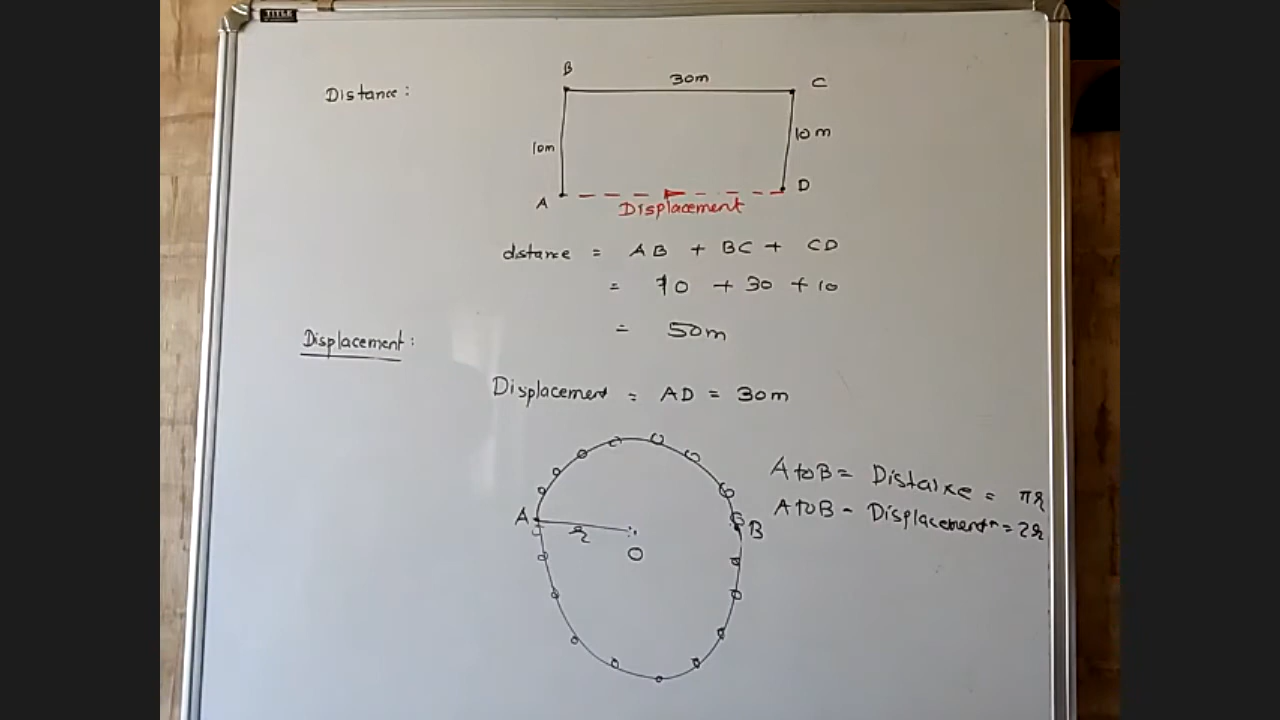 TITLE
Distance :
B
30m
C
10m
10m
A
D
Displacement
distance = AB + BC + CD
= 10 + 30 + 10
= 50m
Displacement :
Displacement = AD = 30m
A to B = Distance = πr
A to B - Displacement = 2r
A
r
O
B